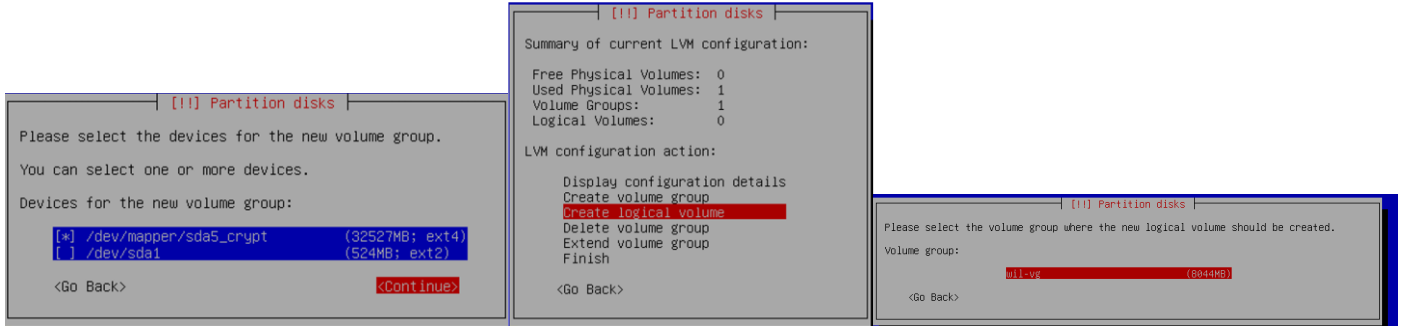 [!!] Partition disks
Please select the devices for the new volume group.
You can select one or more devices.
Devices for the new volume group:
[*] /dev/mapper/sda5_crypt (32527MB; ext4)
[ ] /dev/sda1 (524MB; ext2)
<Go Back> <Continue>
[!!] Partition disks
Summary of current LVM configuration:
Free Physical Volumes: 0
Used Physical Volumes: 1
Volume Groups: 1
Logical Volumes: 0
LVM configuration action:
Display configuration details
Create volume group
Create logical volume
Delete volume group
Extend volume group
Finish
<Go Back>
[!!] Partition disks
Please select the volume group where the new logical volume should be created.
Volume group:
wil-vg (8044MB)
<Go Back>